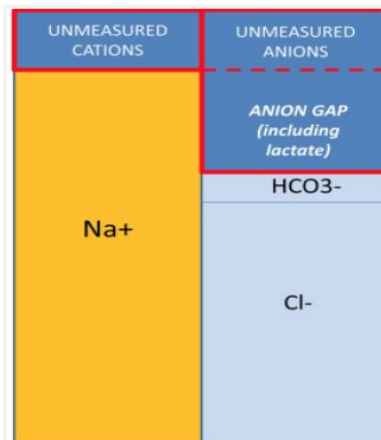 UNMEASURED
CATIONS
UNMEASURED
ANIONS
ANION GAP
(including
lactate)
HCO3-
Na+
Cl-